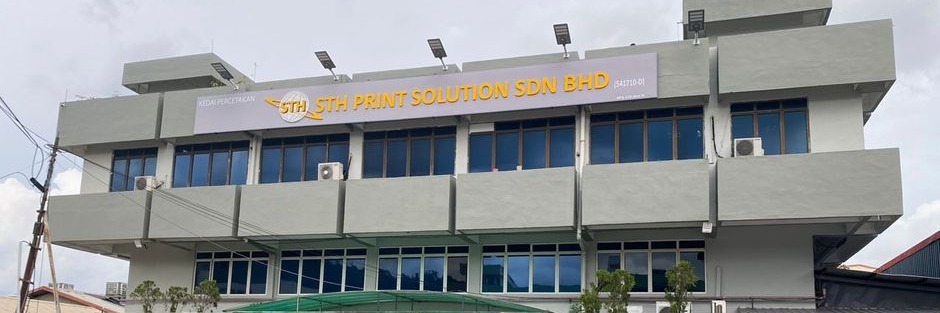 KEDAI PERCETAKAN
STH
STH PRINT SOLUTION SDN BHD
(541710-D)